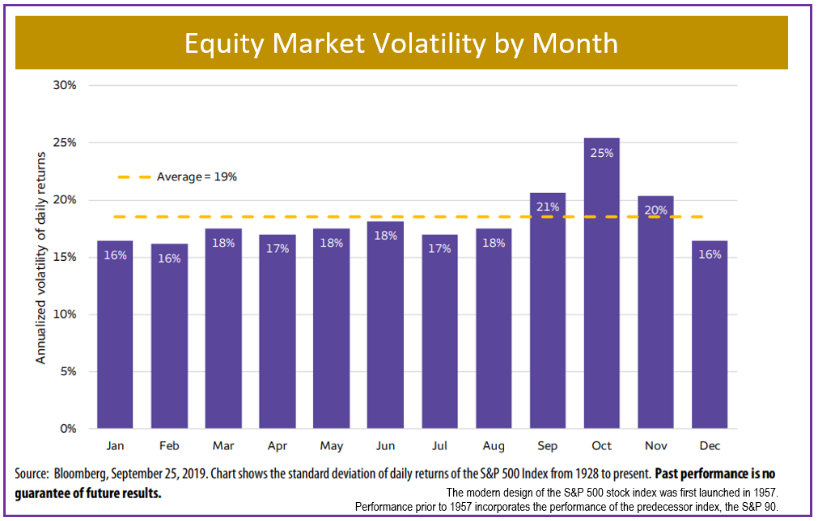 Equity Market Volatility by Month
30%
25%
20%
15%
10%
5%
0%
Annualized volatility of daily returns
Average = 19%
16%
16%
18%
17%
18%
18%
17%
18%
21%
25%
20%
16%
Jan Feb Mar Apr May Jun Jul Aug Sep Oct Nov Dec
Source: Bloomberg, September 25, 2019. Chart shows the standard deviation of daily returns of the S&P 500 Index from 1928 to present. Past performance is no
guarantee of future results.
The modern design of the S&P 500 stock index was first launched in 1957.
Performance prior to 1957 incorporates the performance of the predecessor index, the S&P 90.